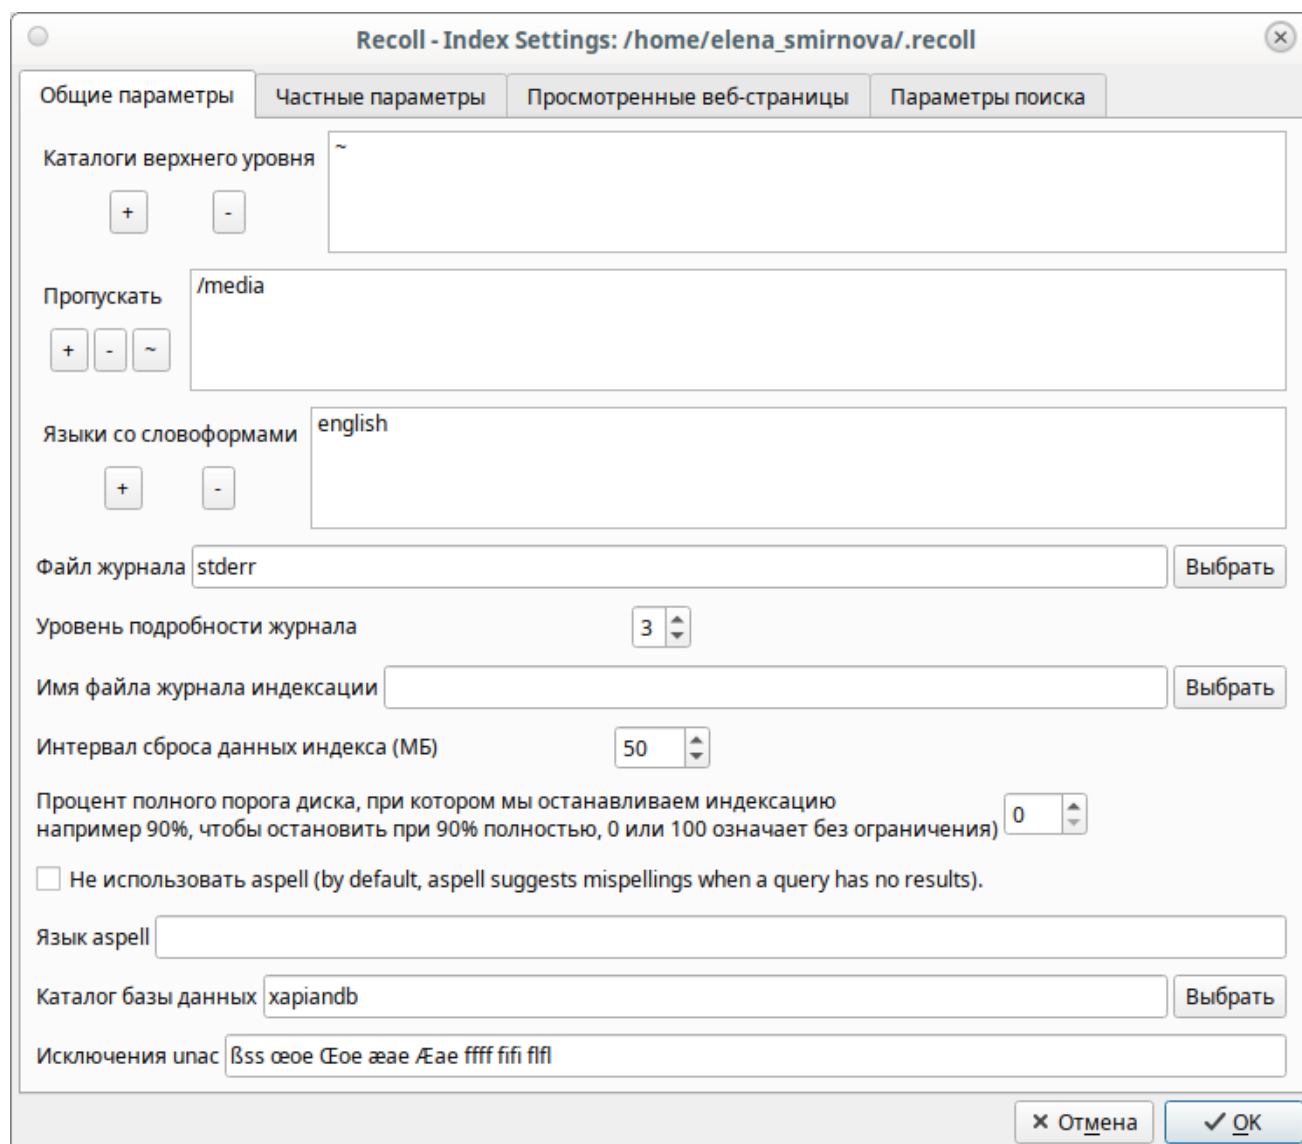 Recoll - Index Settings: /home/elena_smirnova/.recoll
Общие параметры Частные параметры Просмотренные веб-страницы Параметры поиска
Каталоги верхнего уровня ~
+ -
Пропускать /media
+ - ~
Языки со словоформами english
+ -
Файл журнала stderr Выбрать
Уровень подробности журнала 3
Имя файла журнала индексации Выбрать
Интервал сброса данных индекса (МБ) 50
Процент полного порога диска, при котором мы останавливаем индексацию
например 90%, чтобы остановить при 90% полностью, 0 или 100 означает без ограничения) 0
Не использовать aspell (by default, aspell suggests mispellings when a query has no results).
Язык aspell
Каталог базы данных xapiandb Выбрать
Исключения unac ßss œoe Œoe æae Æae ffff fifi flfl
Отмена OK